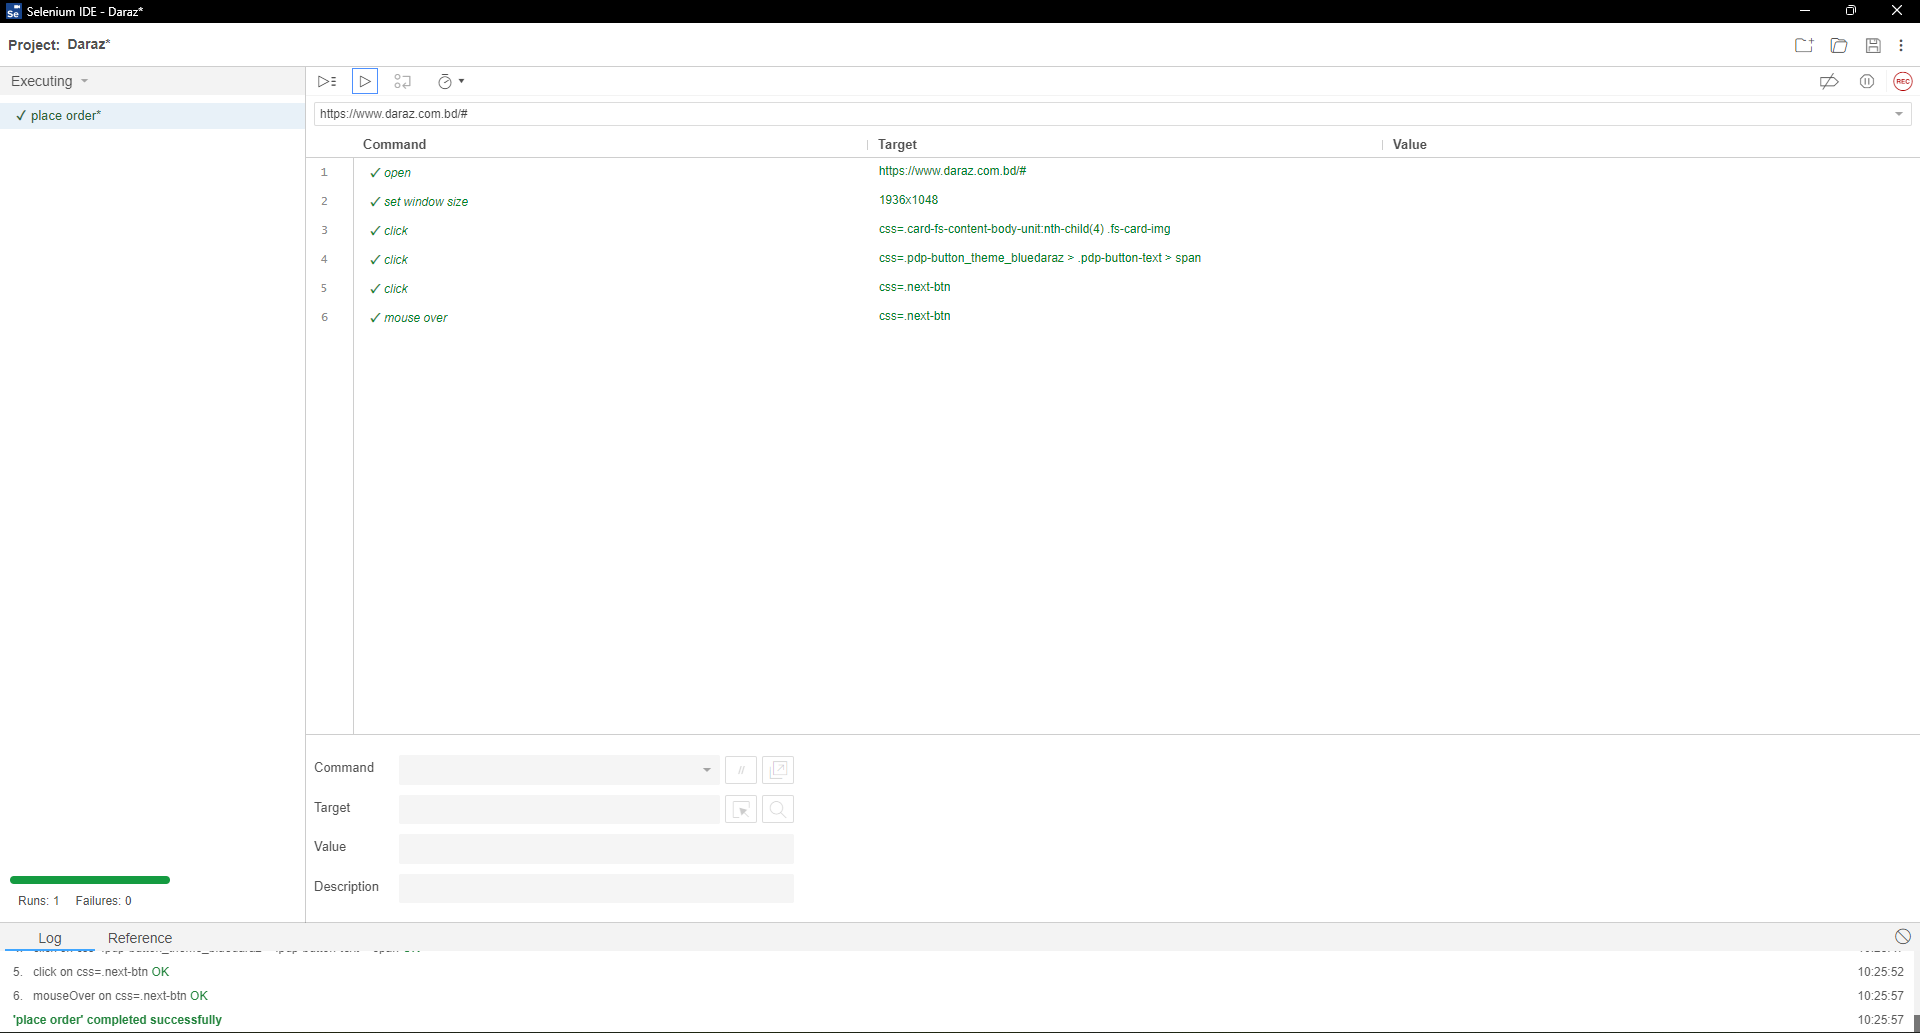 Se Selenium IDE - Daraz*
Project: Daraz*
Executing
✓ place order*
REC
https://www.daraz.com.bd/#
Command Target Value
1 ✓ open https://www.daraz.com.bd/#
2 ✓ set window size 1936x1048
3 ✓ click css=.card-fs-content-body-unit:nth-child(4) .fs-card-img
4 ✓ click css=.pdp-button_theme_bluedaraz > .pdp-button-text > span
5 ✓ click css=.next-btn
6 ✓ mouse over css=.next-btn
Command //
Target
Value
Description
Runs: 1 Failures: 0
Log Reference
5. click on css=.next-btn OK 10:25:52
6. mouseOver on css=.next-btn OK 10:25:57
'place order' completed successfully 10:25:57